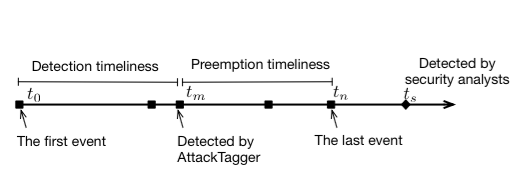 Detection timeliness
Preemption timeliness
Detected by
security analysts
t0
tm
tn
ts
The first event
Detected by
AttackTagger
The last event